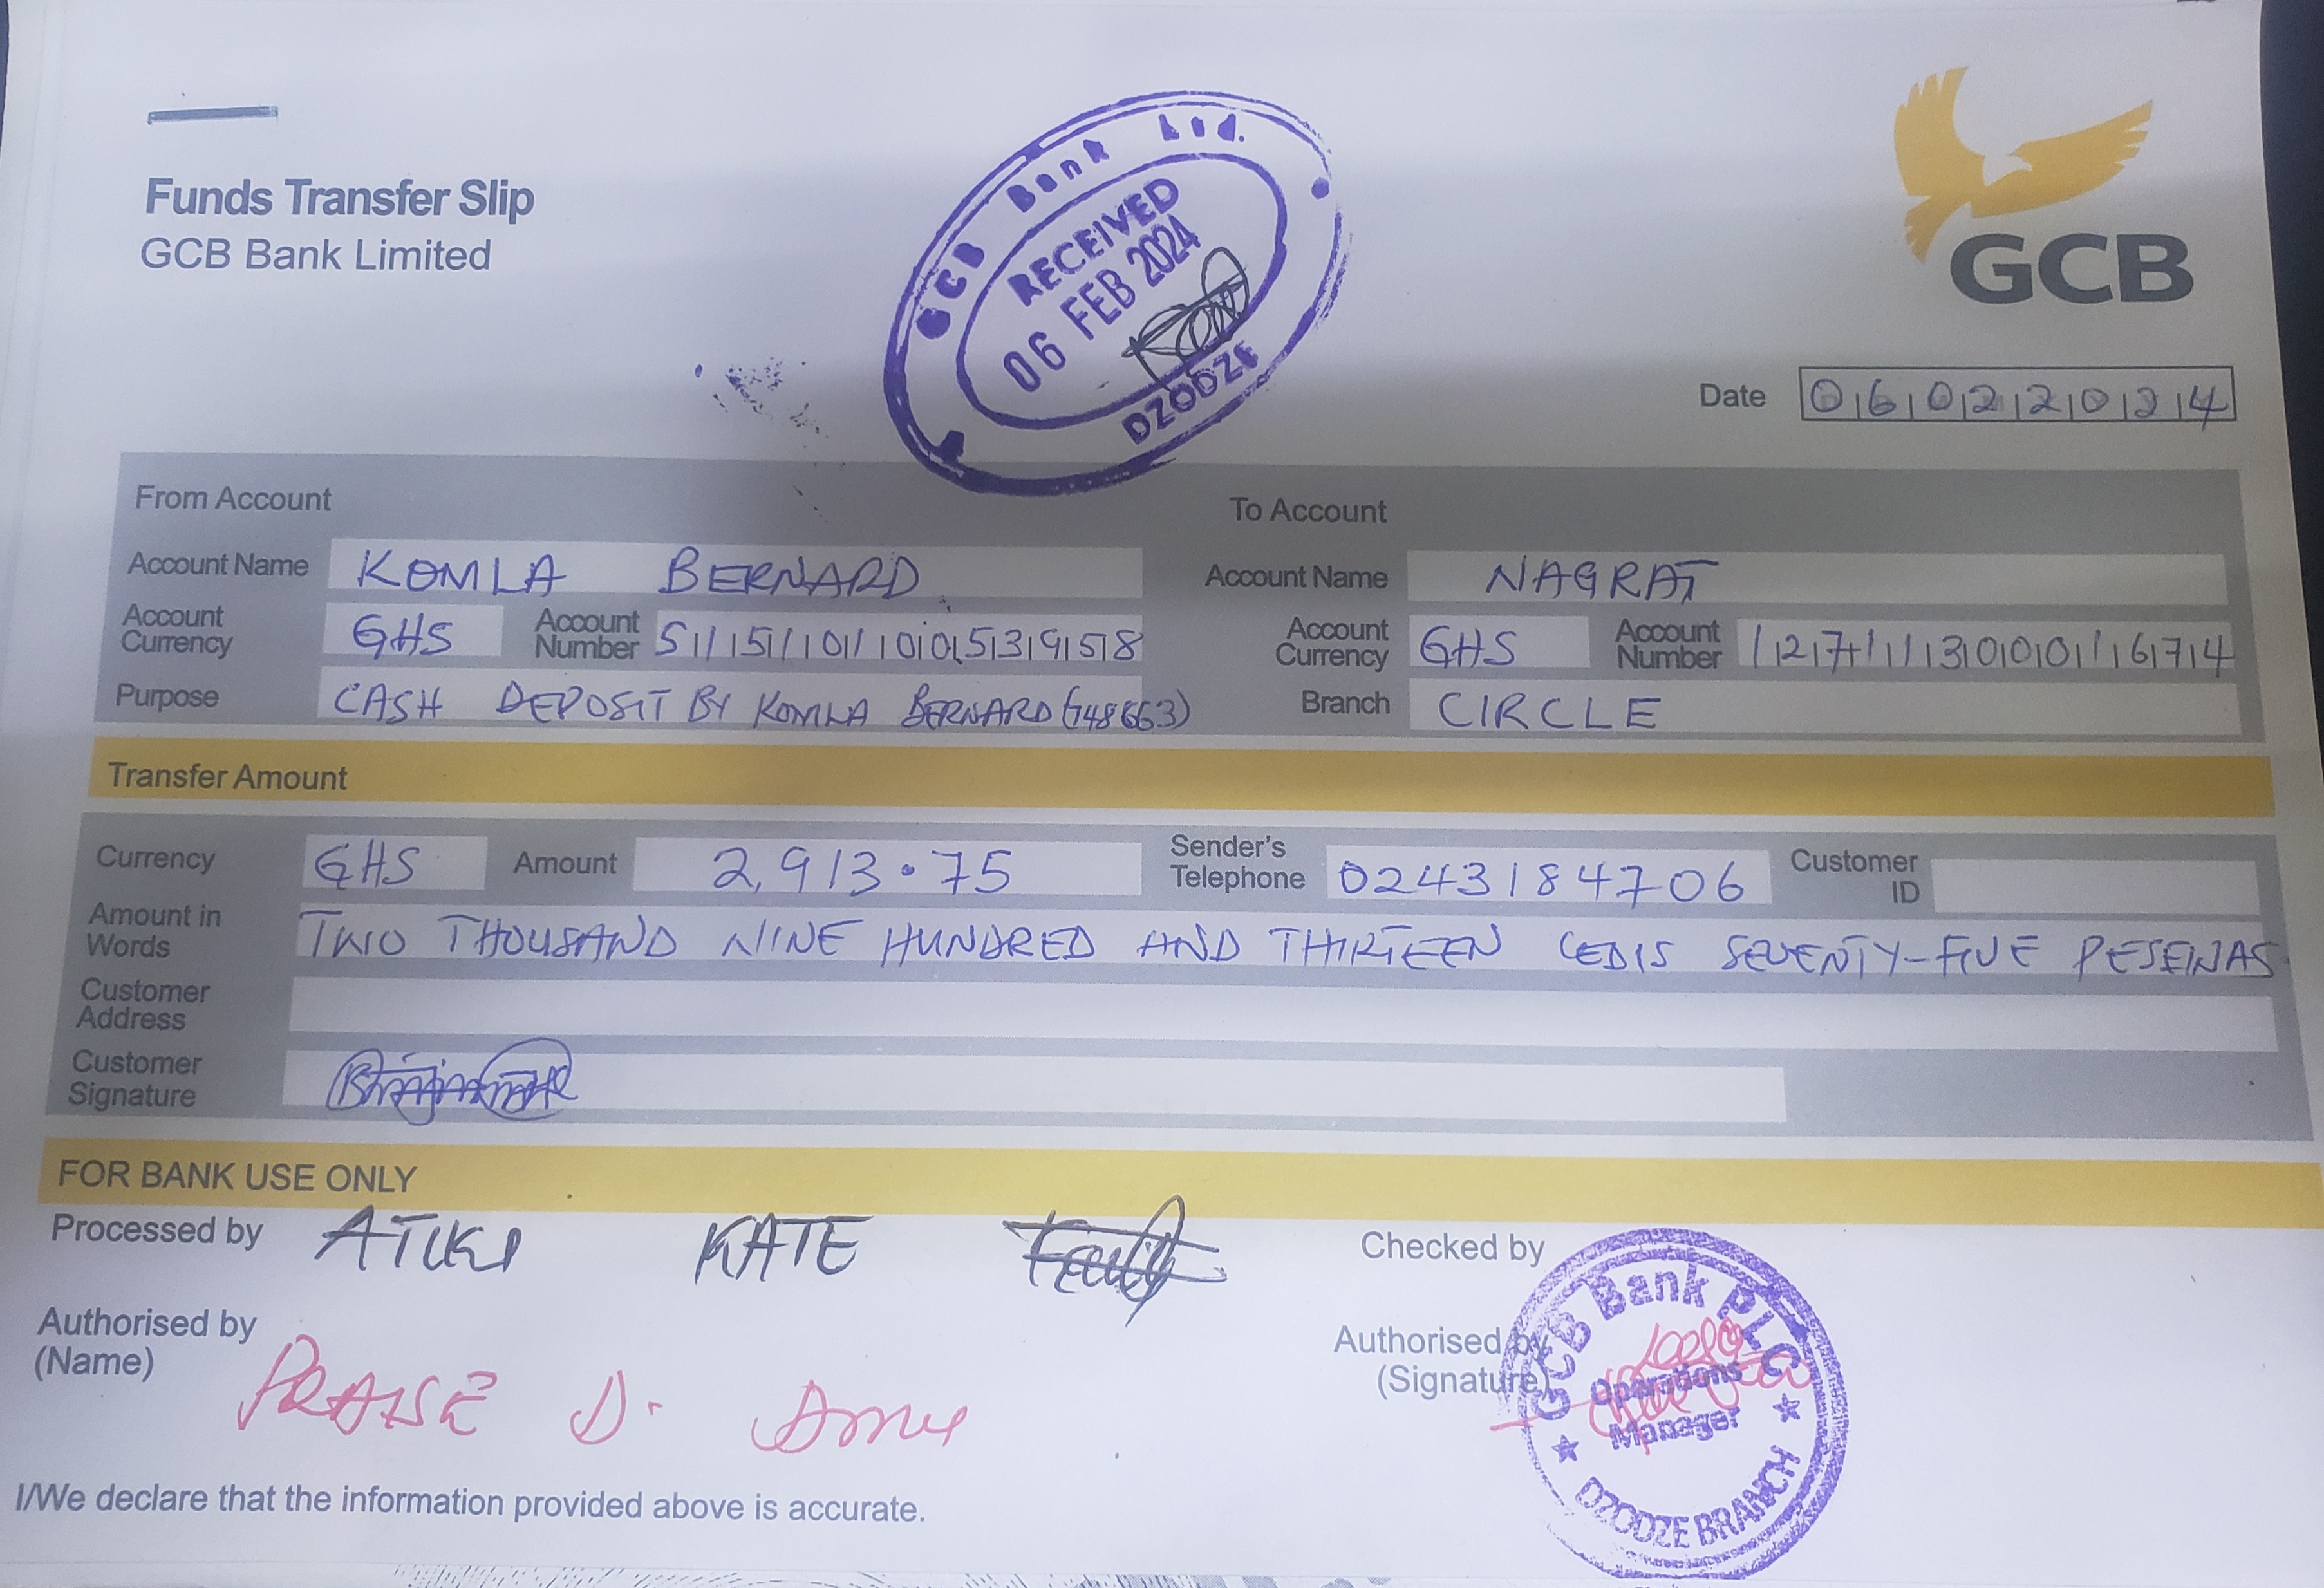 Funds Transfer Slip
GCB Bank Limited
GCB Bank Ltd.
RECEIVED
06 FEB 2024
DZODZE
GCB
Date 06022024
From Account
To Account
Account Name KOMLA BERNARD
Account Name NAGRAT
Account Currency GHS Account Number 5151010053958
Account Currency GHS Account Number 1271130001674
Purpose CASH DEPOSIT BY KOMLA BERNARD (748663)
Branch CIRCLE
Transfer Amount
Currency GHS Amount 2,913.75 Sender's Telephone 0243184706 Customer ID
Amount in Words TWO THOUSAND NINE HUNDRED AND THIRTEEN CEDIS SEVENTY-FIVE PESEWAS
Customer Address
Customer Signature
FOR BANK USE ONLY
Processed by KATE
Checked by
Authorised by (Name) PRAISE D.
Authorised by (Signature)
GCB Bank PLC
Operations Manager
DZODZE BRANCH
I/We declare that the information provided above is accurate.